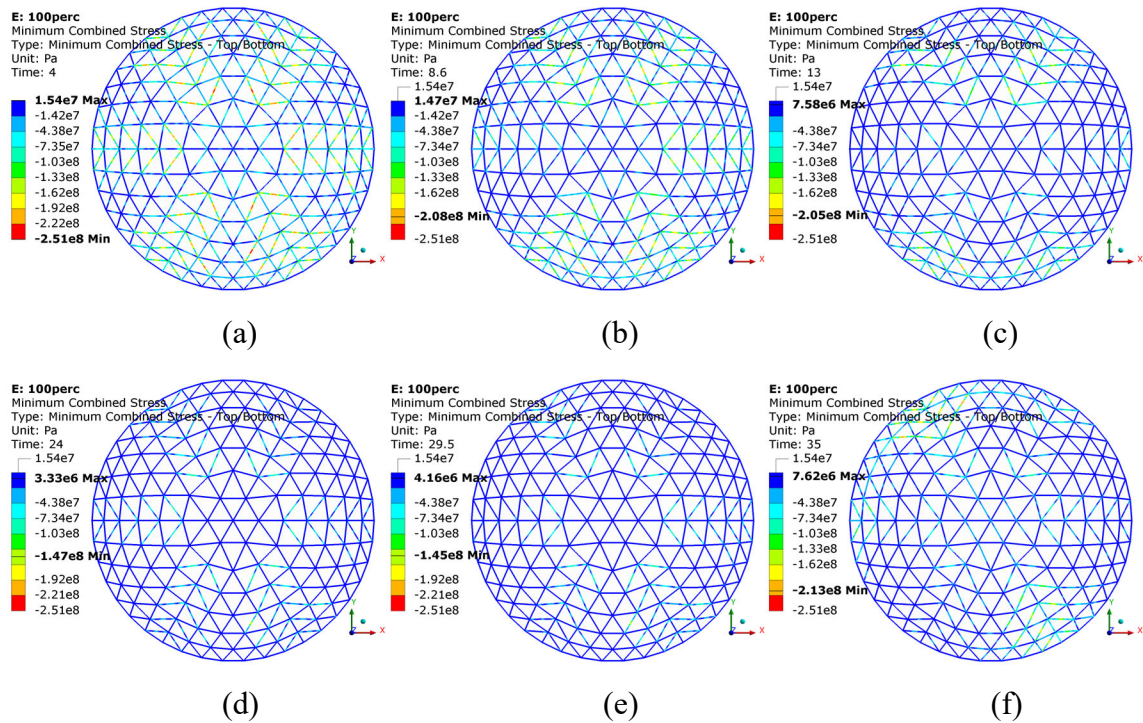 E: 100perc
Minimum Combined Stress
Type: Minimum Combined Stress - Top/Bottom
Unit: Pa
Time: 4
1.54e7 Max
-1.42e7
-4.38e7
-7.35e7
-1.03e8
-1.33e8
-1.62e8
-1.92e8
-2.22e8
-2.51e8 Min
Y
Z
X
(a)
E: 100perc
Minimum Combined Stress
Type: Minimum Combined Stress - Top/Bottom
Unit: Pa
Time: 8.6
1.54e7
1.47e7 Max
-1.42e7
-4.38e7
-7.35e7
-1.03e8
-1.33e8
-1.62e8
-2.08e8 Min
-2.51e8
Y
Z
X
(b)
E: 100perc
Minimum Combined Stress
Type: Minimum Combined Stress - Top/Bottom
Unit: Pa
Time: 13
1.54e7
7.58e6 Max
-4.38e7
-7.35e7
-1.03e8
-1.33e8
-1.62e8
-2.05e8 Min
-2.51e8
Y
Z
X
(c)
E: 100perc
Minimum Combined Stress
Type: Minimum Combined Stress - Top/Bottom
Unit: Pa
Time: 24
1.54e7
3.33e6 Max
-4.38e7
-7.34e7
-1.03e8
-1.47e8 Min
-1.92e8
-2.21e8
-2.51e8
Y
Z
X
(d)
E: 100perc
Minimum Combined Stress
Type: Minimum Combined Stress - Top/Bottom
Unit: Pa
Time: 29.5
1.54e7
4.16e6 Max
-4.38e7
-7.34e7
-1.03e8
-1.45e8 Min
-1.92e8
-2.21e8
-2.51e8
Y
Z
X
(e)
E: 100perc
Minimum Combined Stress
Type: Minimum Combined Stress - Top/Bottom
Unit: Pa
Time: 35
1.54e7
7.62e6 Max
-4.38e7
-7.34e7
-1.03e8
-1.33e8
-1.62e8
-2.13e8 Min
-2.51e8
Y
Z
X
(f)